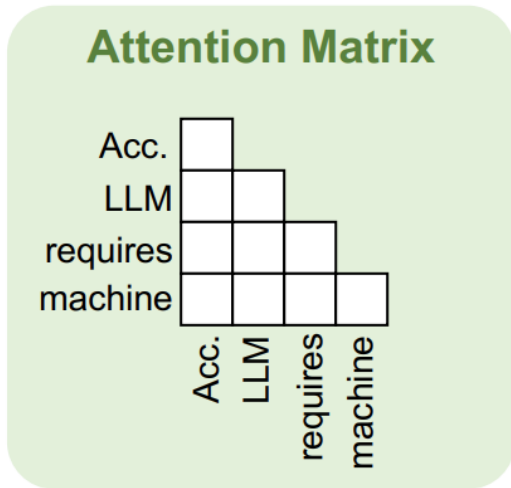 Attention Matrix
Acc.
LLM
requires
machine
Acc.
LLM
requires
machine